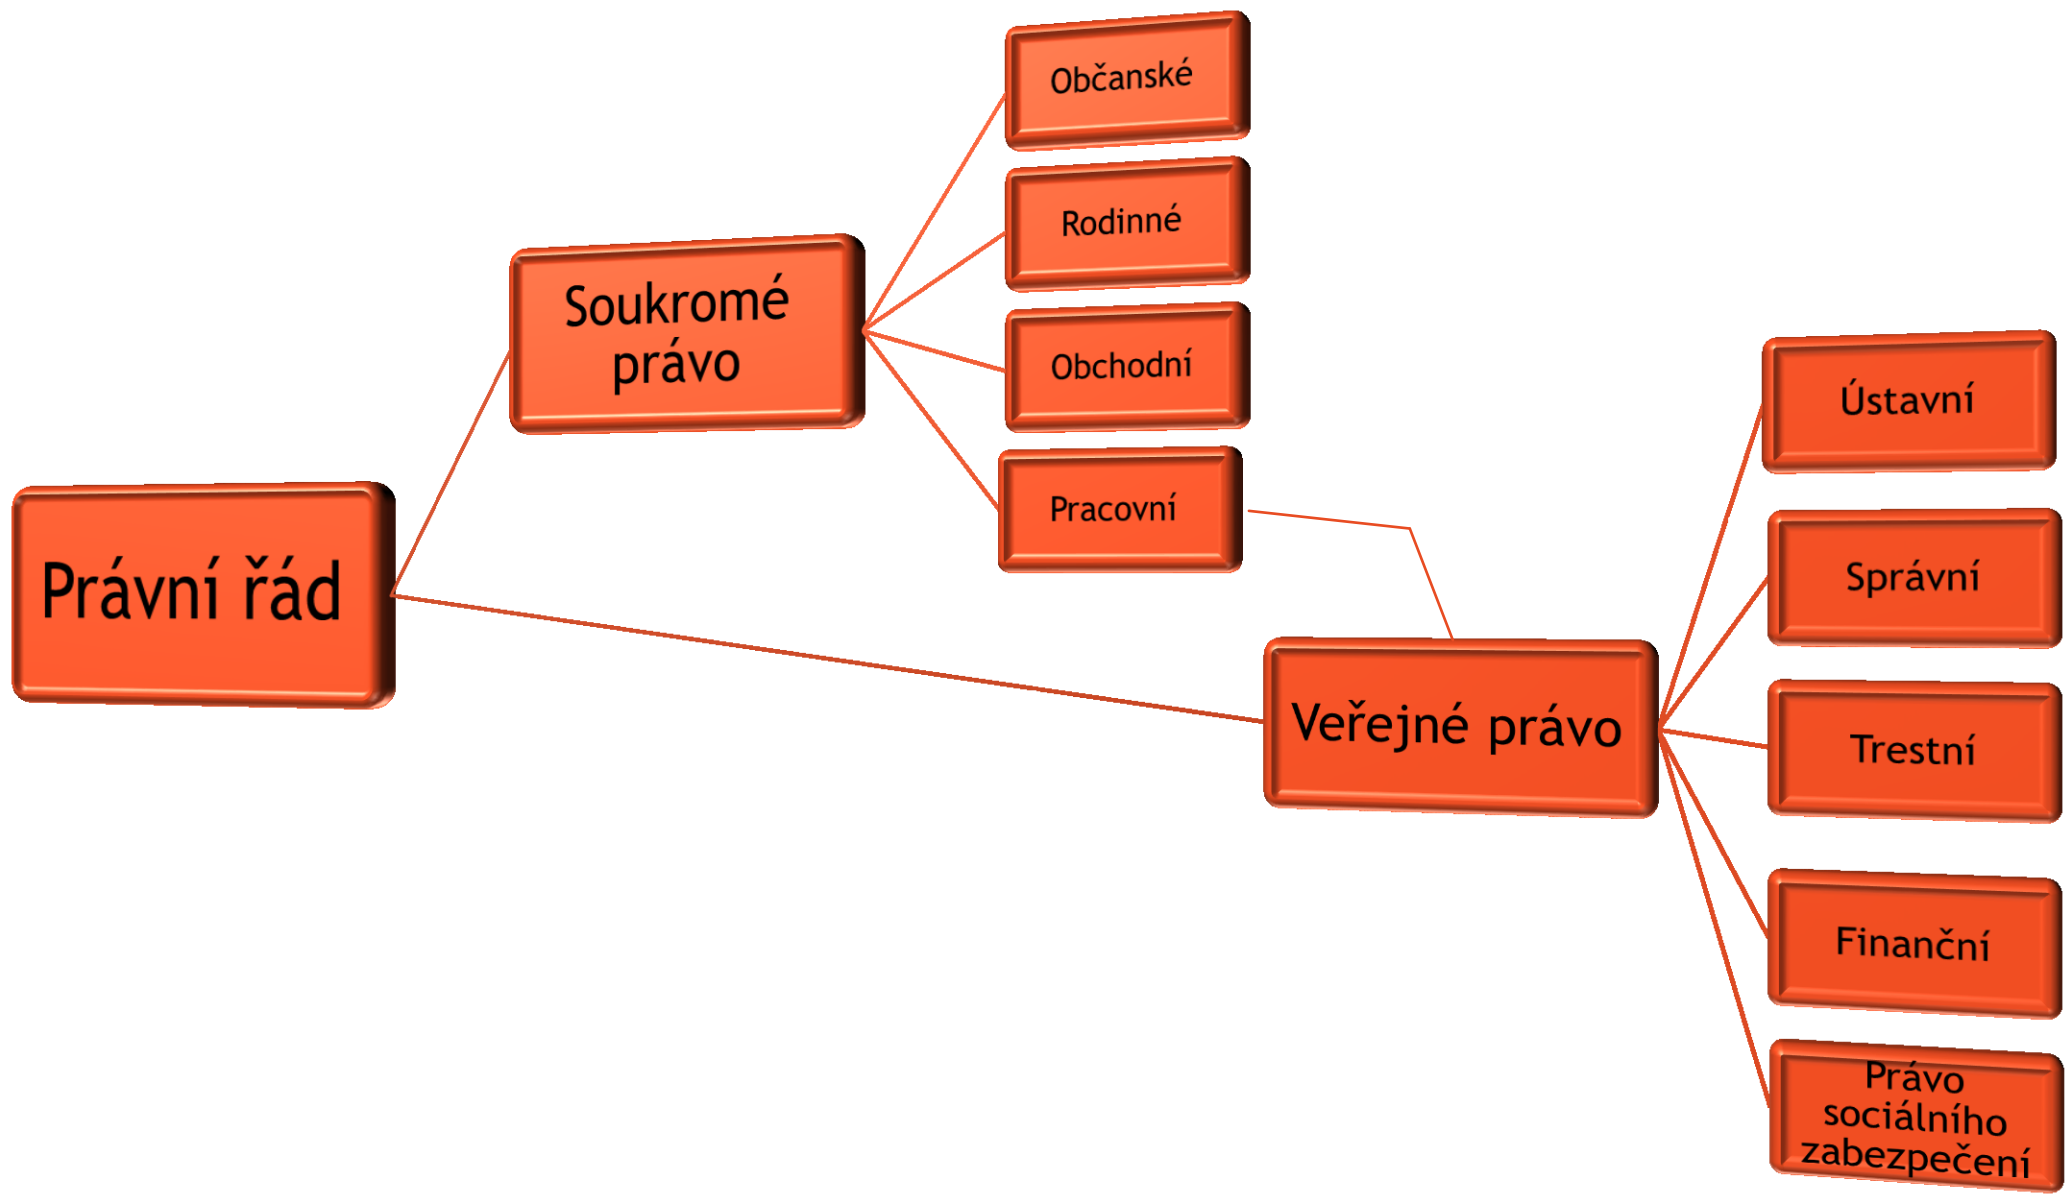 Právní řád
Soukromé
právo
Občanské
Rodinné
Obchodní
Pracovní
Veřejné právo
Ústavní
Správní
Trestní
Finanční
Právo
sociálního
zabezpečení